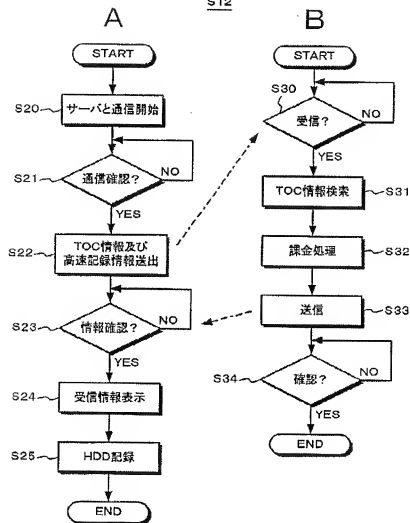 S12
A
START
S20
サーバと通信開始
S21
通信確認？
NO
YES
S22
TOC情報及び
高速記録情報送出
S23
情報確認？
NO
YES
S24
受信情報表示
S25
HDD記録
END
B
START
S30
受信？
NO
YES
TOC情報検索
S31
課金処理
S32
送信
S33
S34
確認？
NO
YES
END